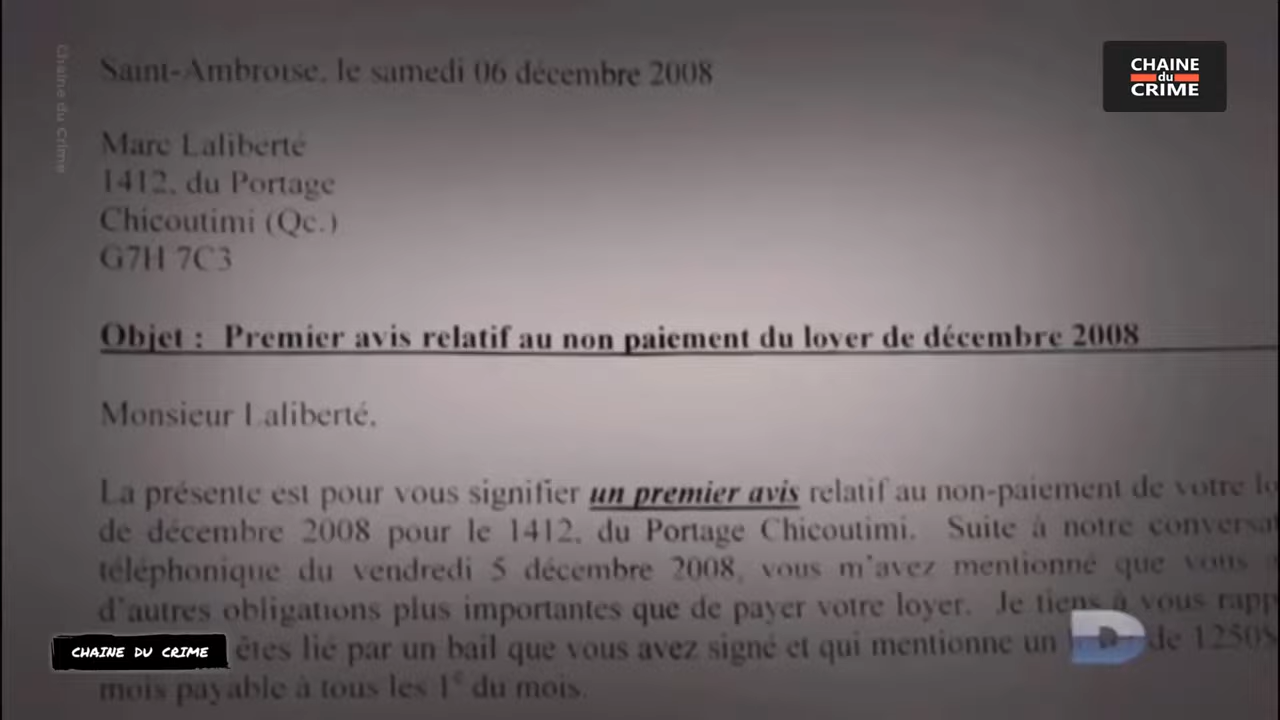 Saint-Ambroise, le samedi 06 décembre 2008
CHAINE
du
CRIME
Chaine du Crime
Marc Laliberté
1412, du Portage
Chicoutimi (Qc.)
G7H 7C3
Objet : Premier avis relatif au non paiement du loyer de décembre 2008
Monsieur Laliberté,
La présente est pour vous signifier un premier avis relatif au non-paiement de votre
de décembre 2008 pour le 1412, du Portage Chicoutimi. Suite à notre
téléphonique du vendredi 5 décembre 2008, vous m'avez mentionné que vous
d'autres obligations plus importantes que de payer votre loyer. Je tiens à vous
êtes lié par un bail que vous avez signé et qui mentionne un de 1250$
mois payable à tous les 1e du mois.
CHAINE DU CRIME
D